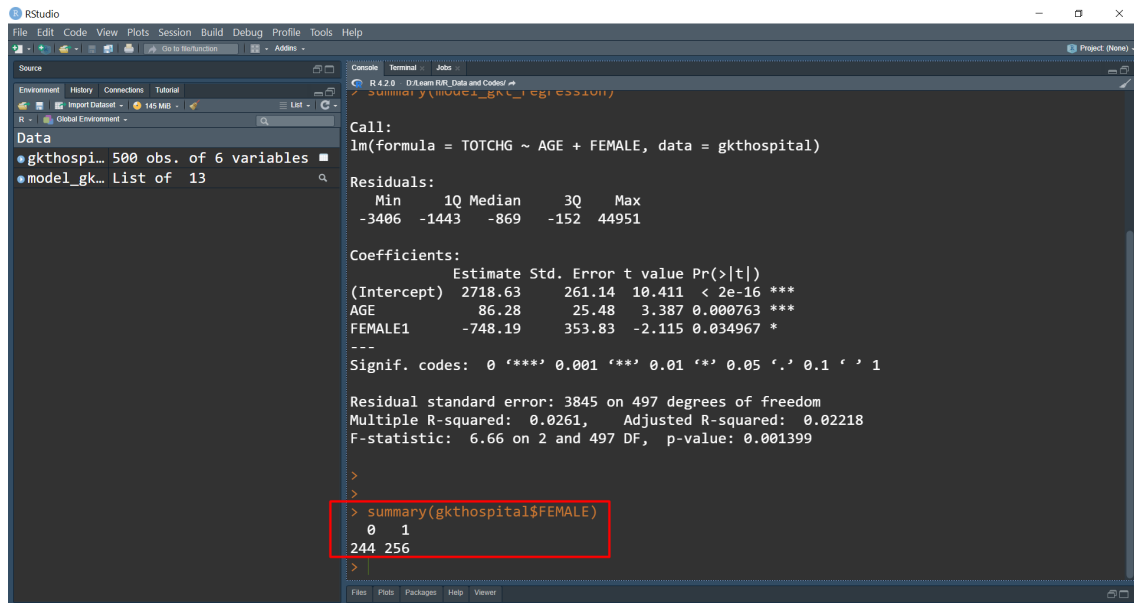 RStudio
File Edit Code View Plots Session Build Debug Profile Tools Help
Go to file/function Addins Project: (None)
Source
Environment History Connections Tutorial
Import Dataset 145 MiB List
R Global Environment
Data
gkthospi… 500 obs. of 6 variables
model_gk… List of 13
Console Terminal Jobs
R 4.2.0 D:/Learn R/R_Data and Codes/
> summary(model_gkt_regression)
Call:
lm(formula = TOTCHG ~ AGE + FEMALE, data = gkthospital)
Residuals:
Min 1Q Median 3Q Max
-3406 -1443 -869 -152 44951
Coefficients:
Estimate Std. Error t value Pr(>|t|)
(Intercept) 2718.63 261.14 10.411 < 2e-16 ***
AGE 86.28 25.48 3.387 0.000763 ***
FEMALE1 -748.19 353.83 -2.115 0.034967 *
---
Signif. codes: 0 ‘***’ 0.001 ‘**’ 0.01 ‘*’ 0.05 ‘.’ 0.1 ‘ ’ 1
Residual standard error: 3845 on 497 degrees of freedom
Multiple R-squared: 0.0261, Adjusted R-squared: 0.02218
F-statistic: 6.66 on 2 and 497 DF, p-value: 0.001399
>
>
> summary(gkthospital$FEMALE)
0 1
244 256
>
Files Plots Packages Help Viewer